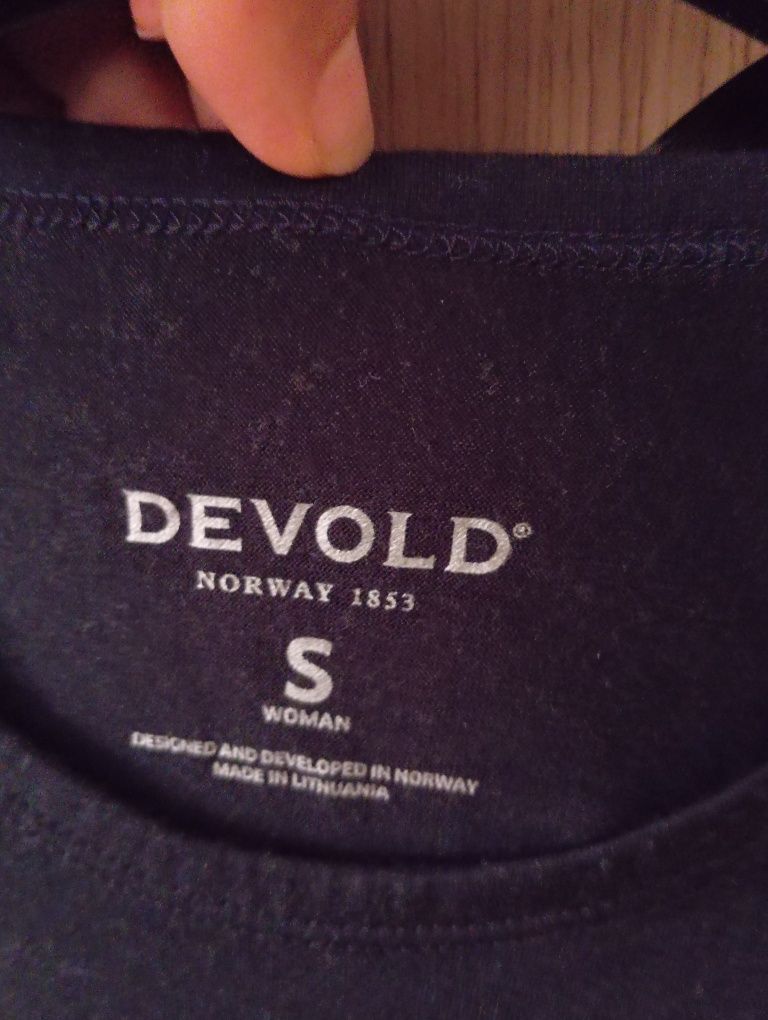 DEVOLD®
NORWAY 1853
S
WOMAN
DESIGNED AND DEVELOPED IN NORWAY
MADE IN LITHUANIA